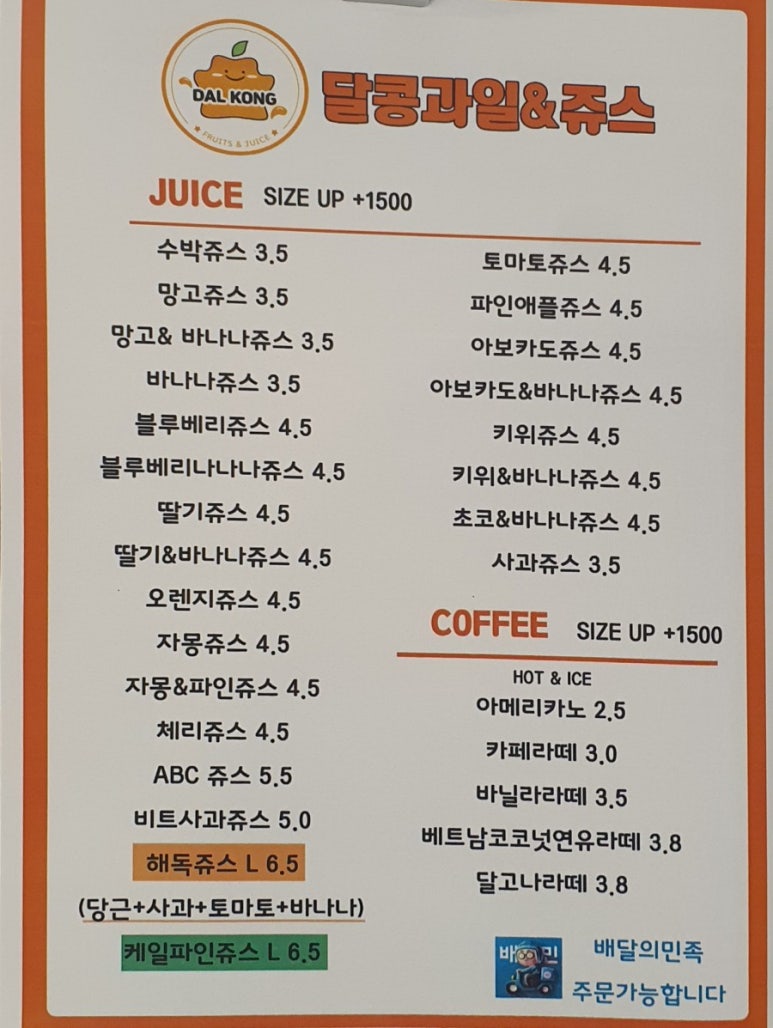 DAL KONG
★ FRUITS & JUICE ★
달콩과일&쥬스
JUICE SIZE UP +1500
수박쥬스 3.5
망고쥬스 3.5
망고& 바나나쥬스 3.5
바나나쥬스 3.5
블루베리쥬스 4.5
블루베리나나나쥬스 4.5
딸기쥬스 4.5
딸기&바나나쥬스 4.5
오렌지쥬스 4.5
자몽쥬스 4.5
자몽&파인쥬스 4.5
체리쥬스 4.5
ABC 쥬스 5.5
비트사과쥬스 5.0
해독쥬스 L 6.5
(당근+사과+토마토+바나나)
케일파인쥬스 L 6.5
토마토쥬스 4.5
파인애플쥬스 4.5
아보카도쥬스 4.5
아보카도&바나나쥬스 4.5
키위쥬스 4.5
키위&바나나쥬스 4.5
초코&바나나쥬스 4.5
사과쥬스 3.5
COFFEE SIZE UP +1500
HOT & ICE
아메리카노 2.5
카페라떼 3.0
바닐라라떼 3.5
베트남코코넛연유라떼 3.8
달고나라떼 3.8
배달의민족
주문가능합니다